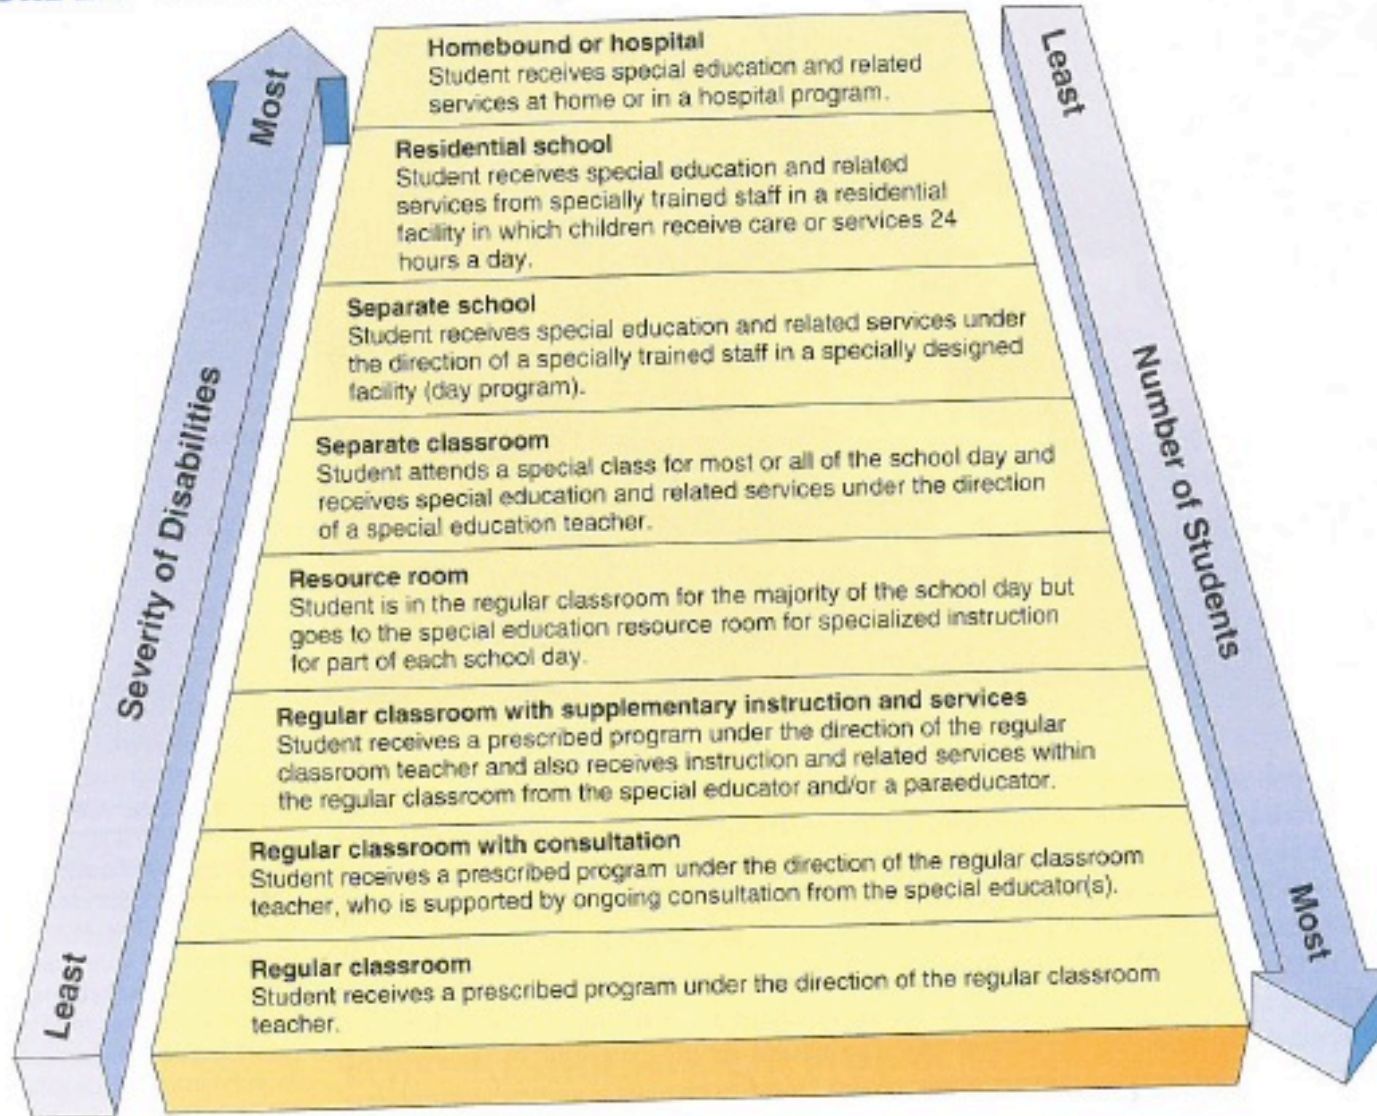 Homebound or hospital
Student receives special education and related
services at home or in a hospital program.
Residential school
Student receives special education and related
services from specially trained staff in a residential
facility in which children receive care or services 24
hours a day.
Separate school
Student receives special education and related services under
the direction of a specially trained staff in a specially designed
facility (day program).
Separate classroom
Student attends a special class for most or all of the school day and
receives special education and related services under the direction
of a special education teacher.
Resource room
Student is in the regular classroom for the majority of the school day but
goes to the special education resource room for specialized instruction
for part of each school day.
Regular classroom with supplementary instruction and services
Student receives a prescribed program under the direction of the regular
classroom teacher and also receives instruction and related services within
the regular classroom from the special educator and/or a paraeducator.
Regular classroom with consultation
Student receives a prescribed program under the direction of the regular classroom
teacher, who is supported by ongoing consultation from the special educator(s).
Regular classroom
Student receives a prescribed program under the direction of the regular classroom
teacher.
Most
Severity of Disabilities
Least
Least
Number of Students
Most